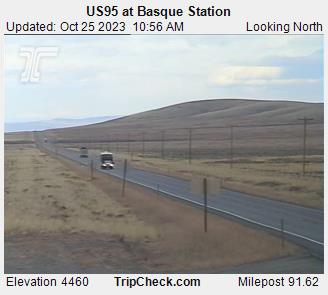 US95 at Basque Station
Updated: Oct 25 2023 10:56 AM Looking North
Elevation 4460 TripCheck.com Milepost 91.62